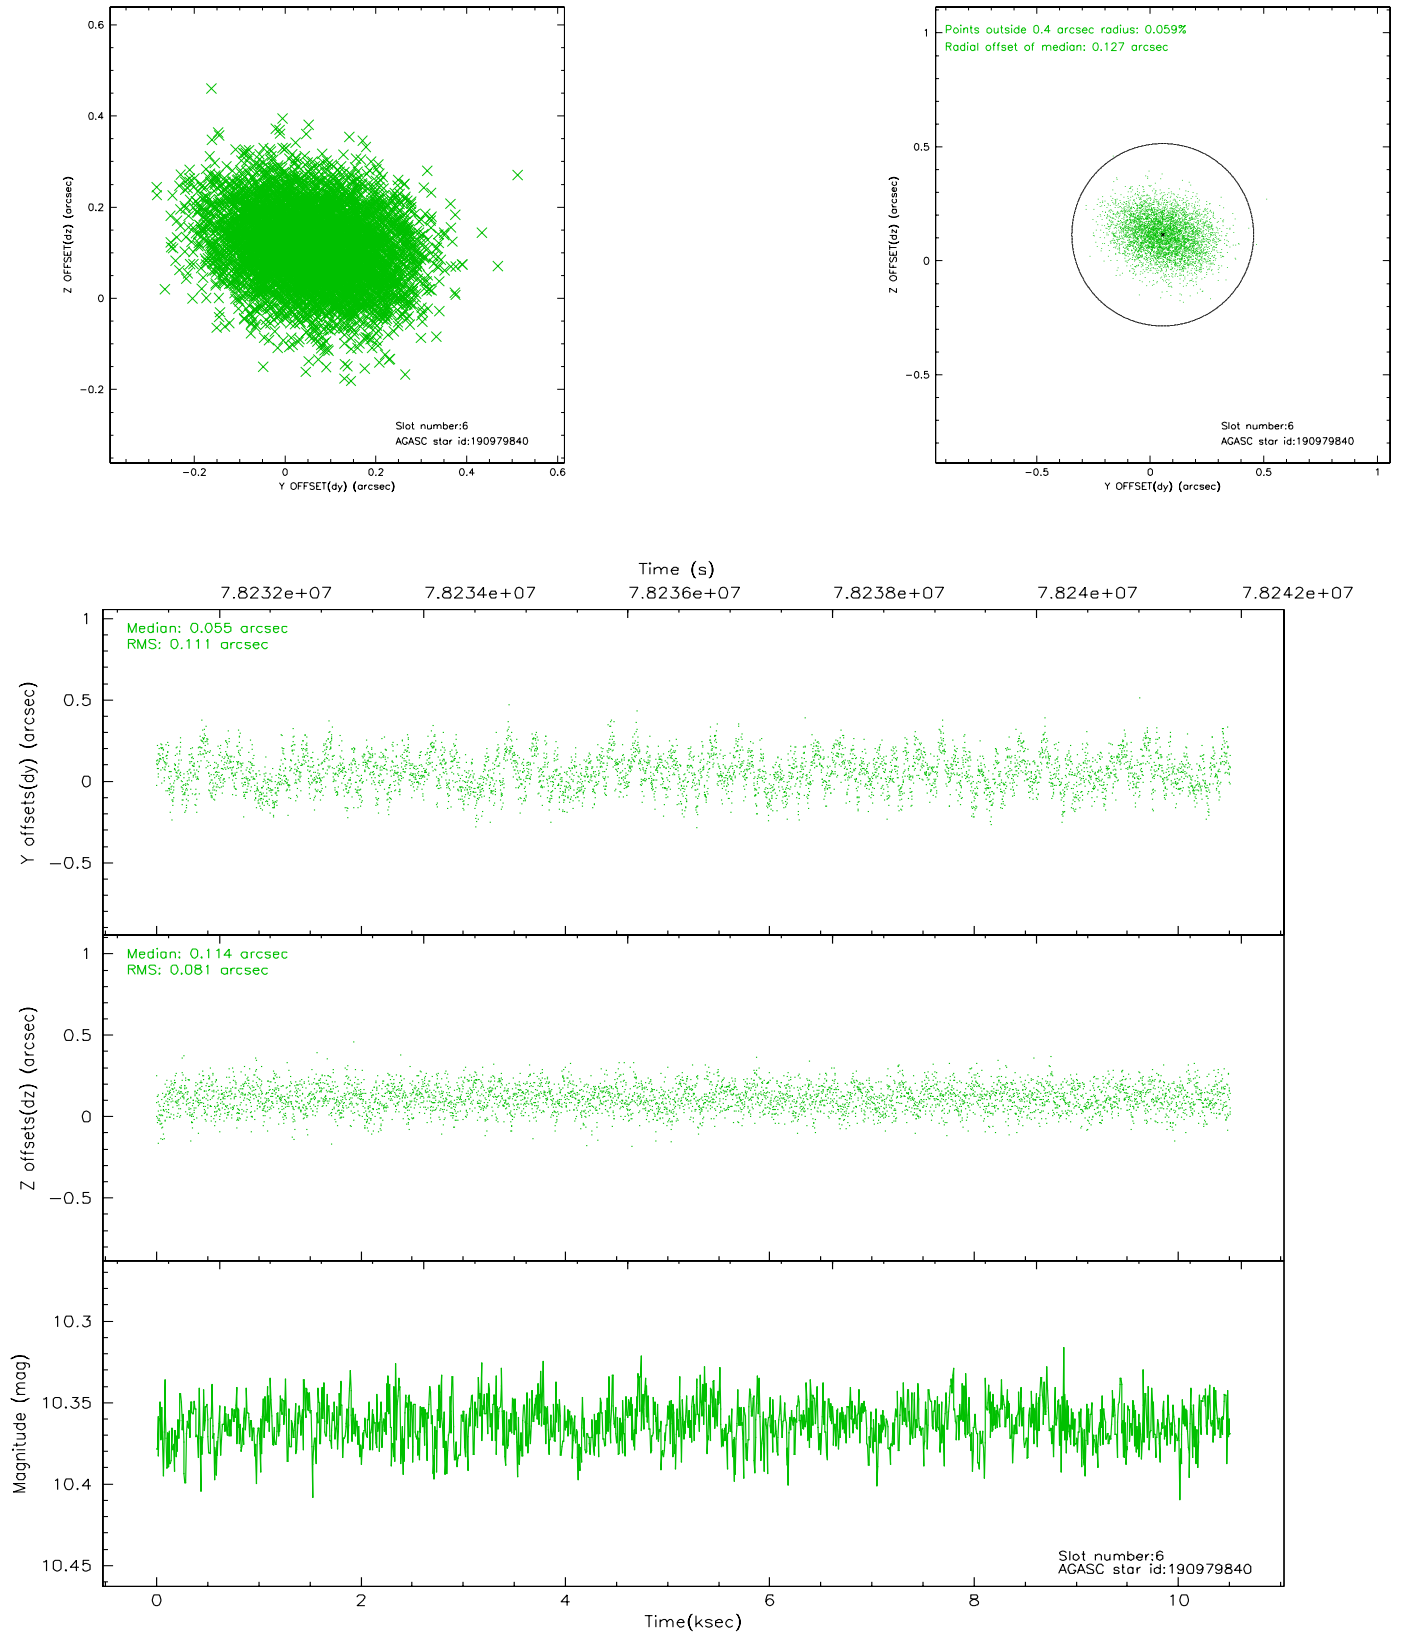 0.6
0.4
0.2
0
−0.2
Z OFFSET(dz) (arcsec)
Slot number:6
AGASC star id:190979840
−0.2 0 0.2 0.4 0.6
Y OFFSET(dy) (arcsec)
Points outside 0.4 arcsec radius: 0.059%
Radial offset of median: 0.127 arcsec
1
0.5
0
−0.5
Z OFFSET(dz) (arcsec)
Slot number:6
AGASC star id:190979840
−0.5 0 0.5 1
Y OFFSET(dy) (arcsec)
Time (s)
7.8232e+07 7.8234e+07 7.8236e+07 7.8238e+07 7.824e+07 7.8242e+07
Median: 0.055 arcsec
RMS: 0.111 arcsec
1
0.5
0
−0.5
Y offsets(dy) (arcsec)
Median: 0.114 arcsec
RMS: 0.081 arcsec
1
0.5
0
−0.5
Z offsets(dz) (arcsec)
10.3
10.35
10.4
10.45
Magnitude (mag)
Slot number:6
AGASC star id:190979840
0 2 4 6 8 10
Time(ksec)